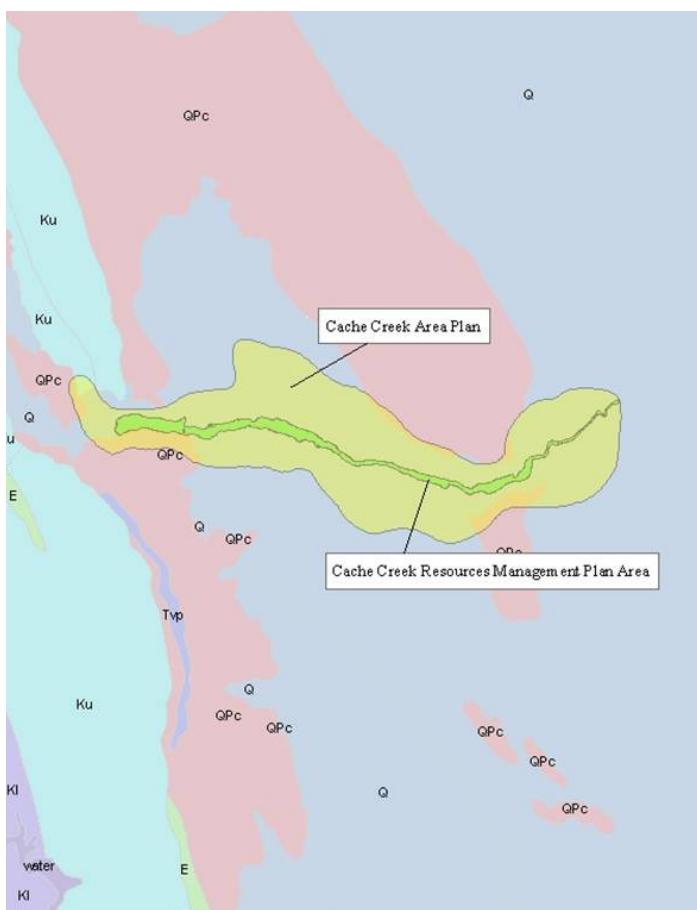 Q
QPc
Ku
Cache Creek Area Plan
Ku
QPc
Q
u
QPc
E
Q
QPc
QPc
Cache Creek Resources Management Plan Area
Tvp
Q
Ku
QPc
QPc
QPc
QPc
Kl
Q
QPc
water
E
Kl